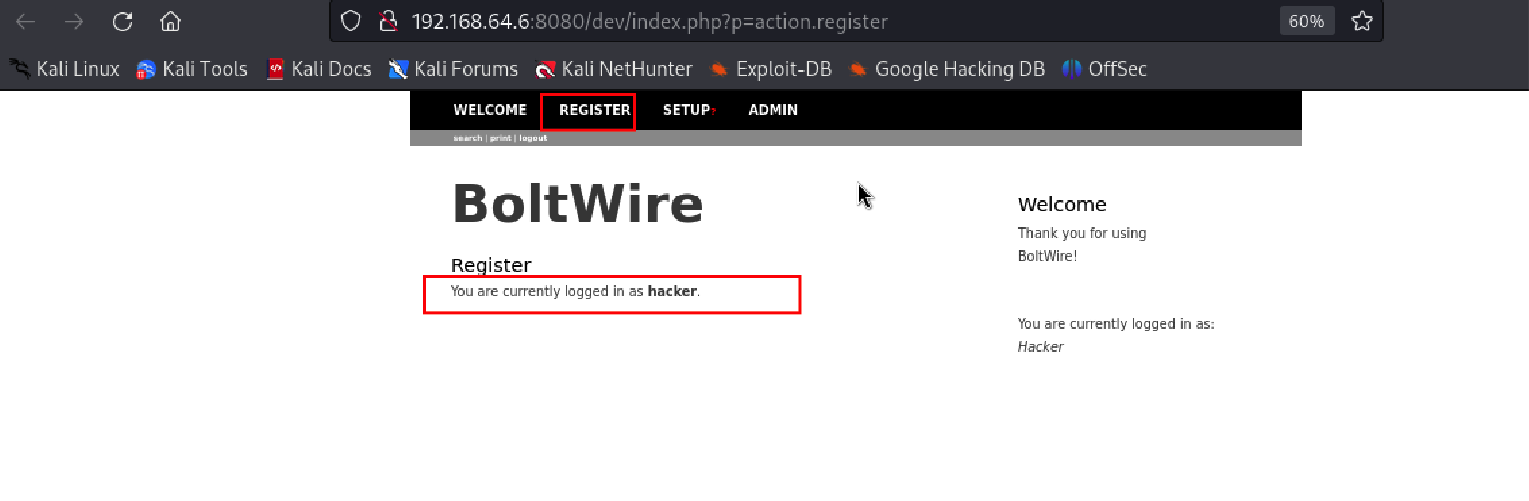 192.168.64.6:8080/dev/index.php?p=action.register 60%
Kali Linux Kali Tools Kali Docs Kali Forums Kali NetHunter Exploit-DB Google Hacking DB OffSec
WELCOME REGISTER SETUP? ADMIN
search | print | logout
BoltWire
Register
You are currently logged in as hacker.
Welcome
Thank you for using
BoltWire!
You are currently logged in as:
Hacker